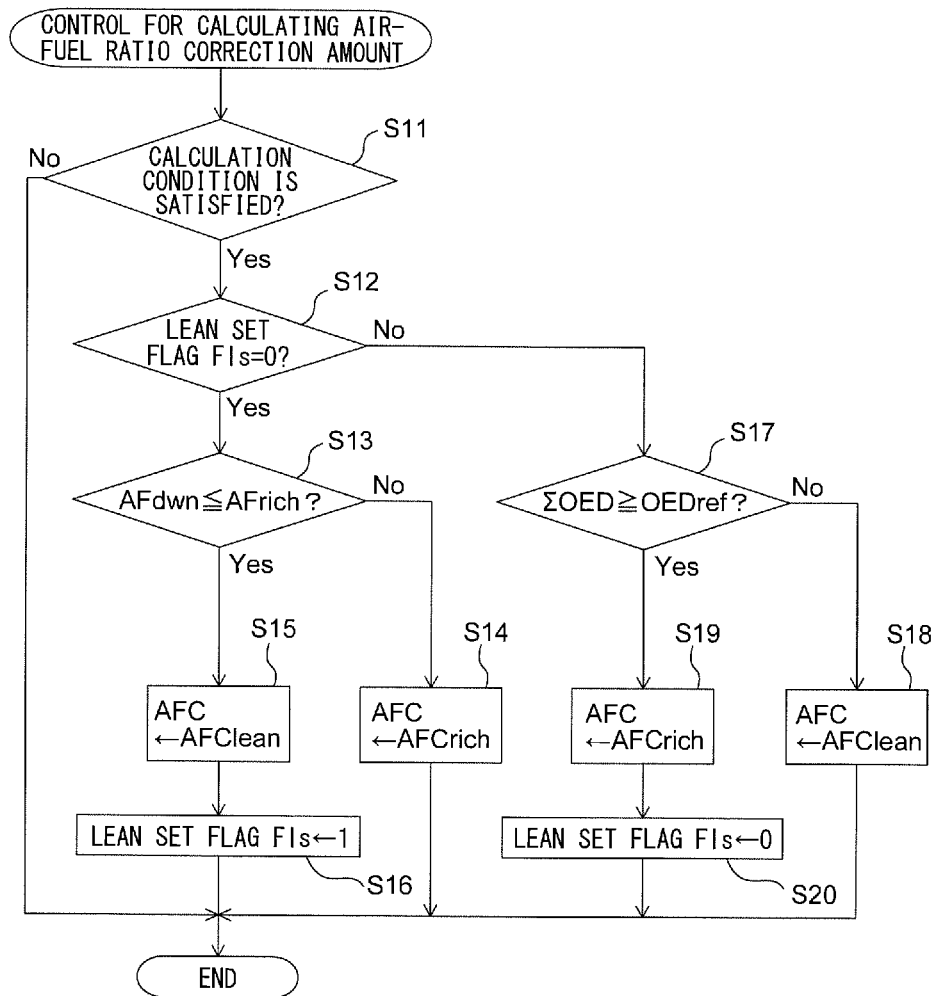 CONTROL FOR CALCULATING AIR-
FUEL RATIO CORRECTION AMOUNT
S11
No
CALCULATION
CONDITION IS
SATISFIED?
Yes
S12
LEAN SET
FLAG Fls=0?
No
Yes
S13
AFdwn≦AFrich?
No
Yes
S17
ΣOED≧OEDref?
No
Yes
S15
AFC
←AFClean
S14
AFC
←AFCrich
S19
AFC
←AFCrich
S18
AFC
←AFClean
LEAN SET FLAG Fls←1
S16
LEAN SET FLAG Fls←0
S20
END